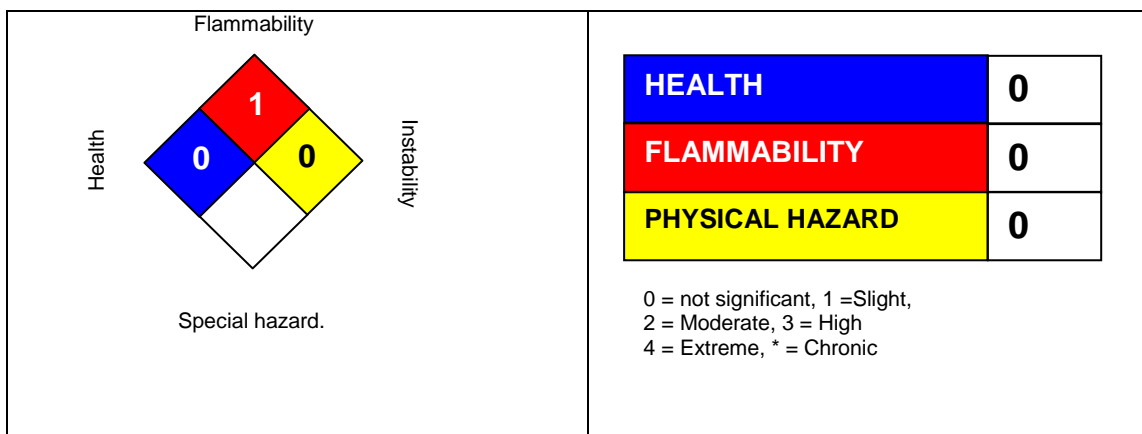 Flammability
1
Health
0
0
Instability
Special hazard.
HEALTH 0
FLAMMABILITY 0
PHYSICAL HAZARD 0
0 = not significant, 1 =Slight,
2 = Moderate, 3 = High
4 = Extreme, * = Chronic